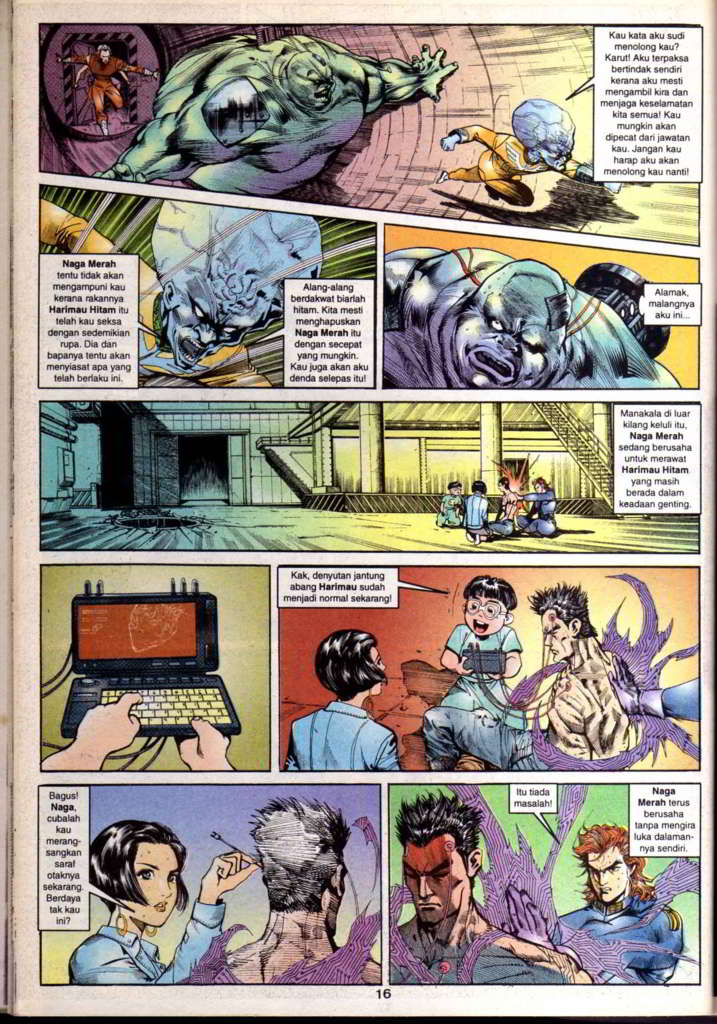 Kau kata aku sudi
menolong kau?
Karut! Aku terpaksa
bertindak sendiri
kerana aku mesti
mengambil kira dan
menjaga keselamatan
kita semua! Kau
mungkin akan
dipecat dari jawatan
kau. Jangan kau
harap aku akan
menolong kau nanti!
Naga Merah
tentu tidak akan
mengampuni kau
kerana rakannya
Harimau Hitam itu
telah kau seksa
dengan sedemikian
rupa. Dia dan
bapanya tentu akan
menyiasat apa yang
telah berlaku ini.
Alang-alang
berdakwat biarlah
hitam. Kita mesti
menghapuskan
Naga Merah itu
dengan secepat
yang mungkin.
Kau juga akan aku
denda selepas itu!
Alamak,
malangnya
aku ini...
Manakala di luar
kilang keluli itu,
Naga Merah
sedang berusaha
untuk merawat
Harimau Hitam
yang masih
berada dalam
keadaan genting.
Kak, denyutan jantung
abang Harimau sudah
menjadi normal sekarang!
Bagus!
Naga,
cubalah
kau
merang-
sangkan
saraf
otaknya
sekarang.
Berdaya
tak kau
ini?
Itu tiada
masalah!
Naga
Merah terus
berusaha
tanpa mengira
luka dalaman-
nya sendiri.
16